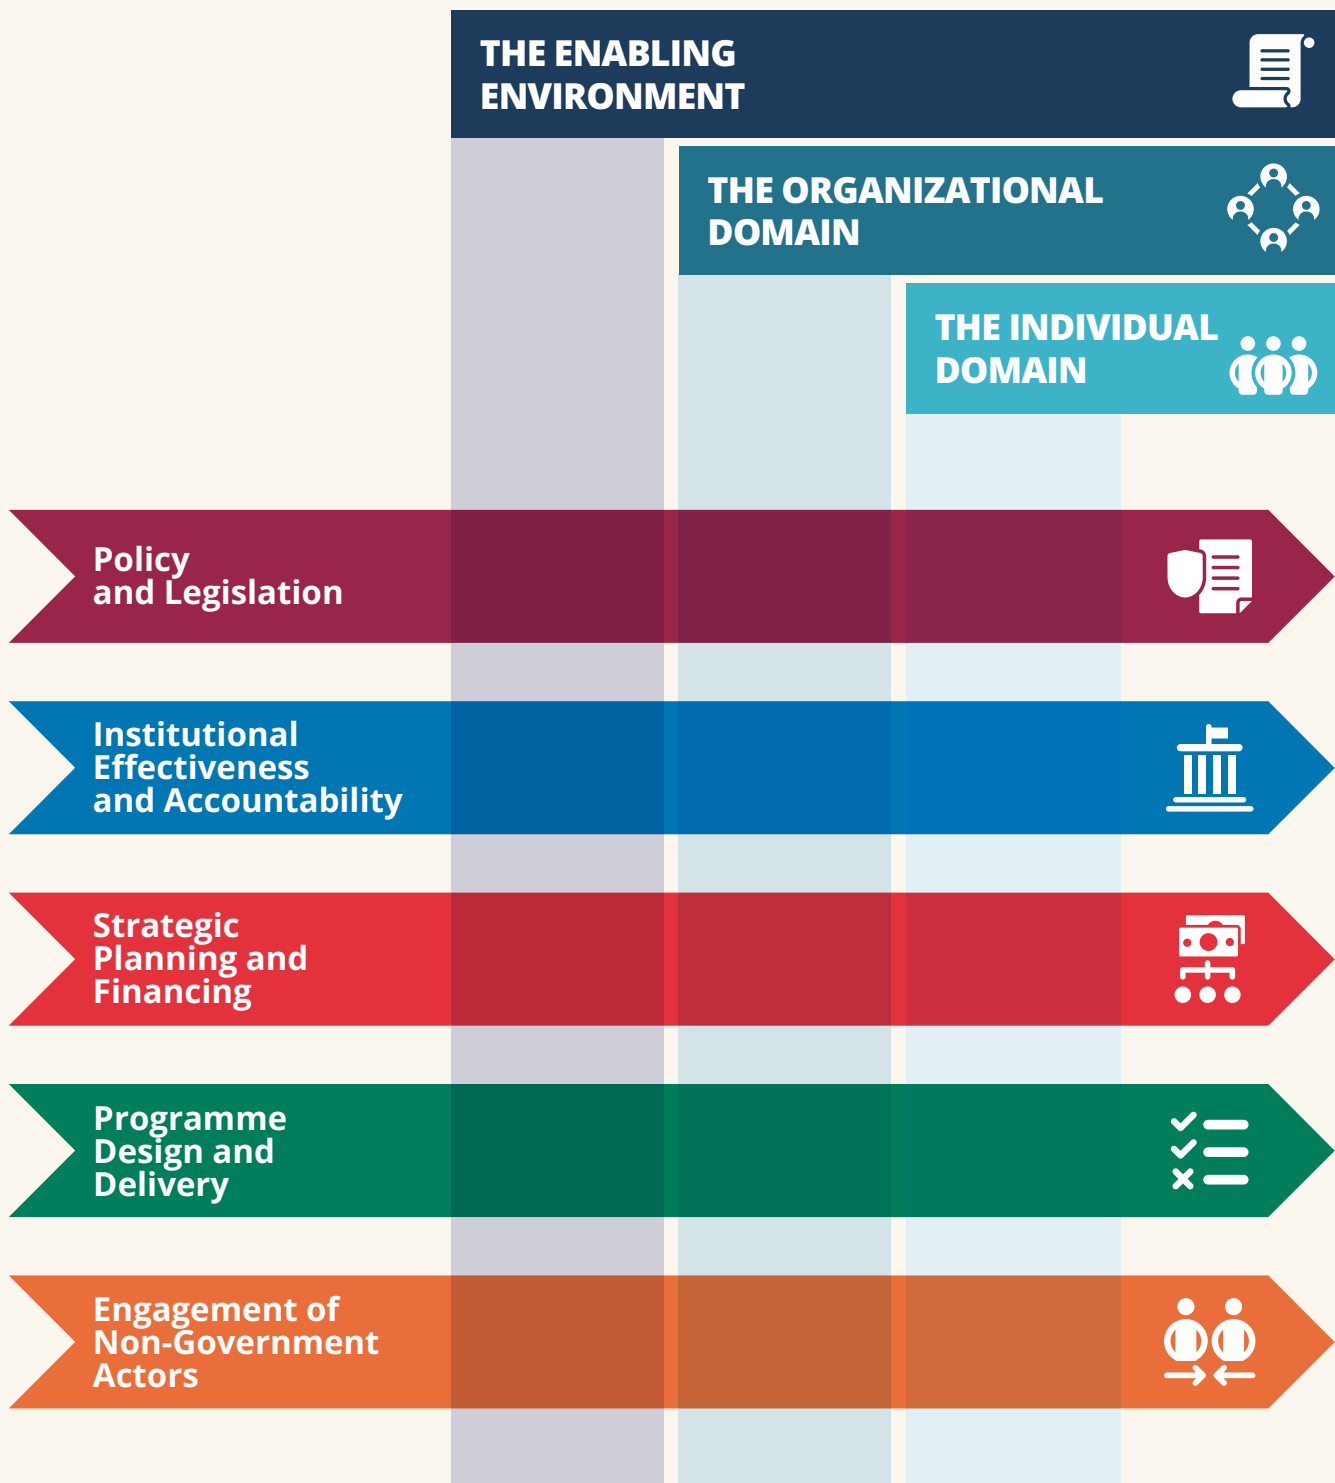 THE ENABLING
ENVIRONMENT
THE ORGANIZATIONAL
DOMAIN
THE INDIVIDUAL
DOMAIN
Policy
and Legislation
Institutional
Effectiveness
and Accountability
Strategic
Planning and
Financing
Programme
Design and
Delivery
Engagement of
Non-Government
Actors